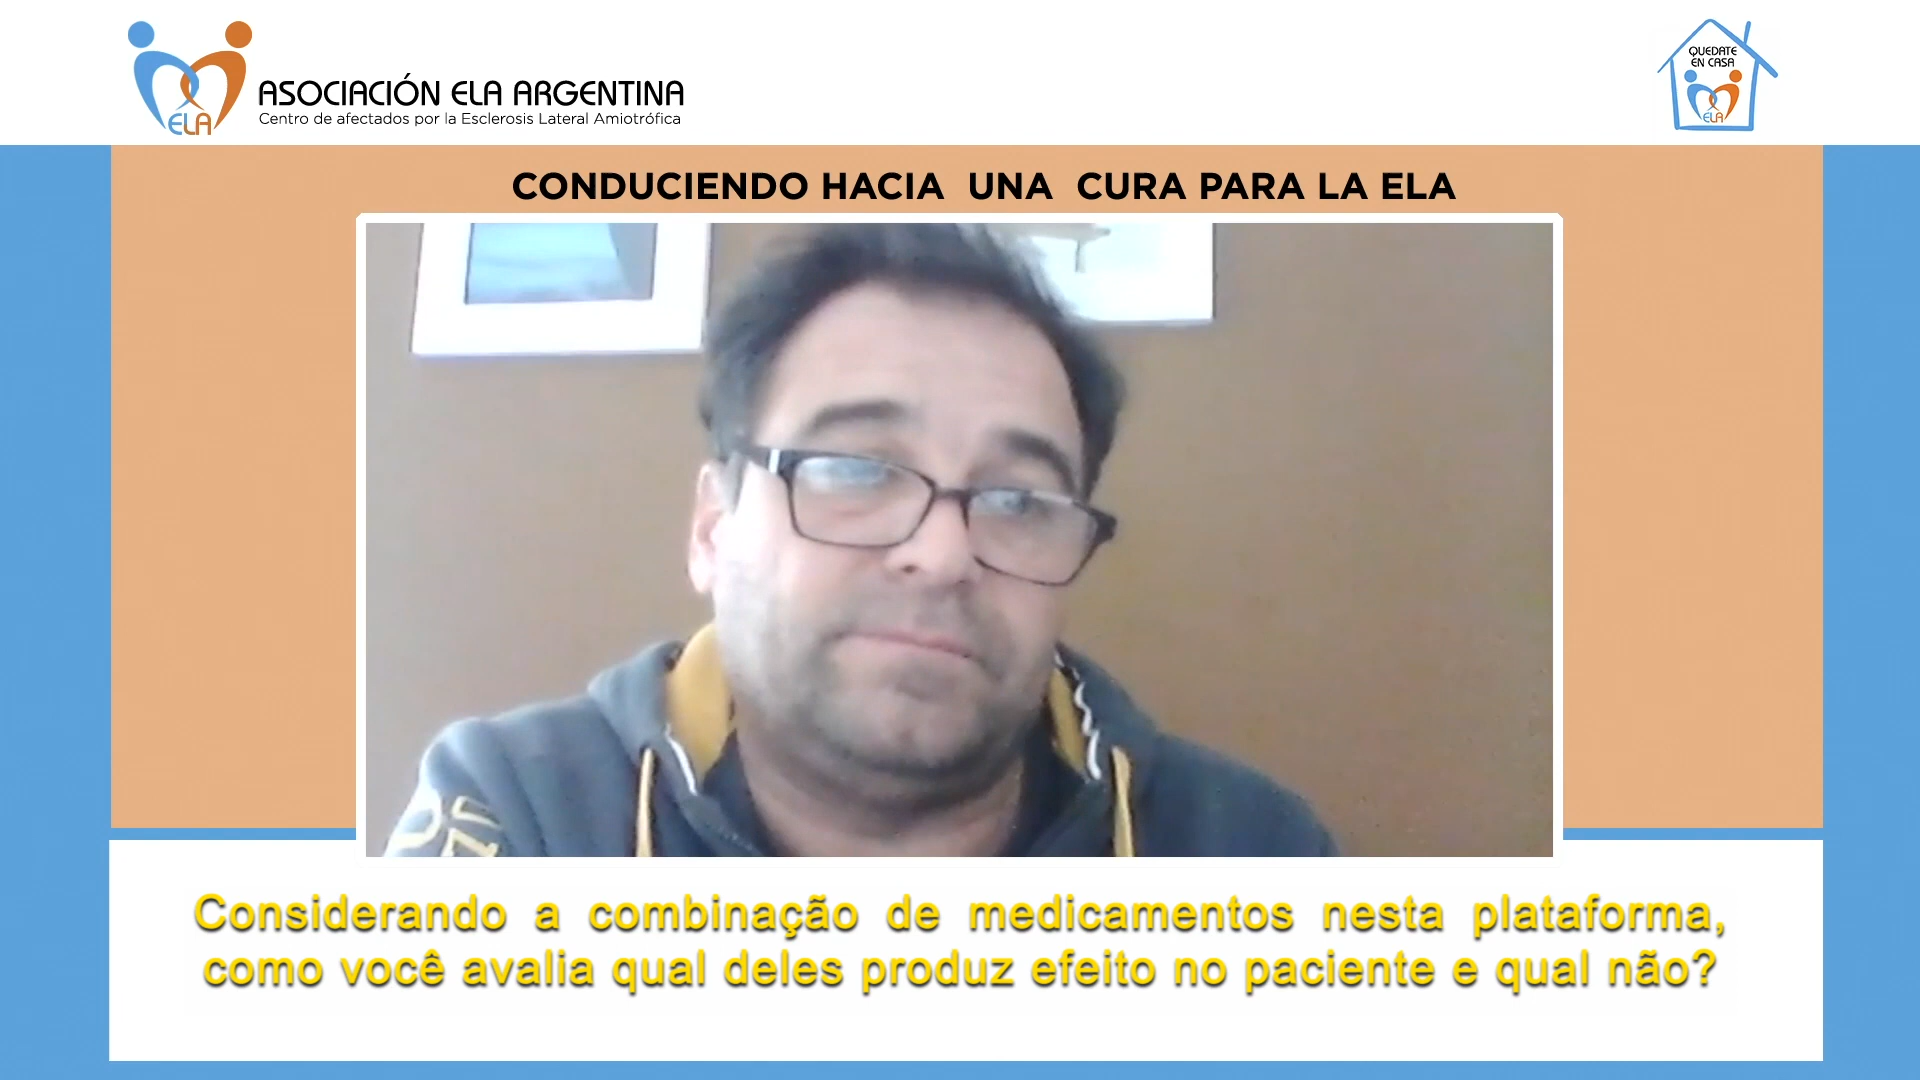 ASOCIACIÓN ELA ARGENTINA
Centro de afectados por la Esclerosis Lateral Amiotrófica
ELA
QUEDATE
EN CASA
ELA
CONDUCIENDO HACIA UNA CURA PARA LA ELA
Considerando a combinação de medicamentos nesta plataforma,
como você avalia qual deles produz efeito no paciente e qual não?